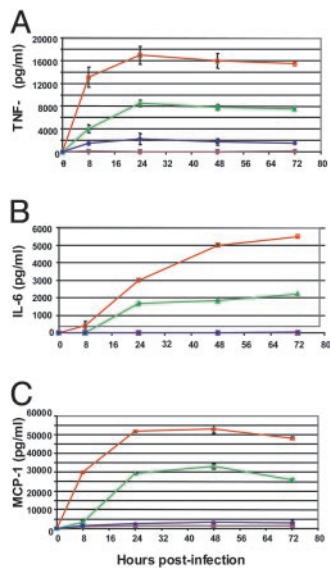 A
TNF- (pg/ml)
20000
16000
12000
8000
4000
0
0 8 16 24 32 40 48 56 64 72 80
B
IL-6 (pg/ml)
6000
5000
4000
3000
2000
1000
0
0 8 16 24 32 40 48 56 64 72 80
C
MCP-1 (pg/ml)
60000
50000
40000
30000
20000
10000
0
0 8 16 24 32 40 48 56 64 72 80
Hours post-infection